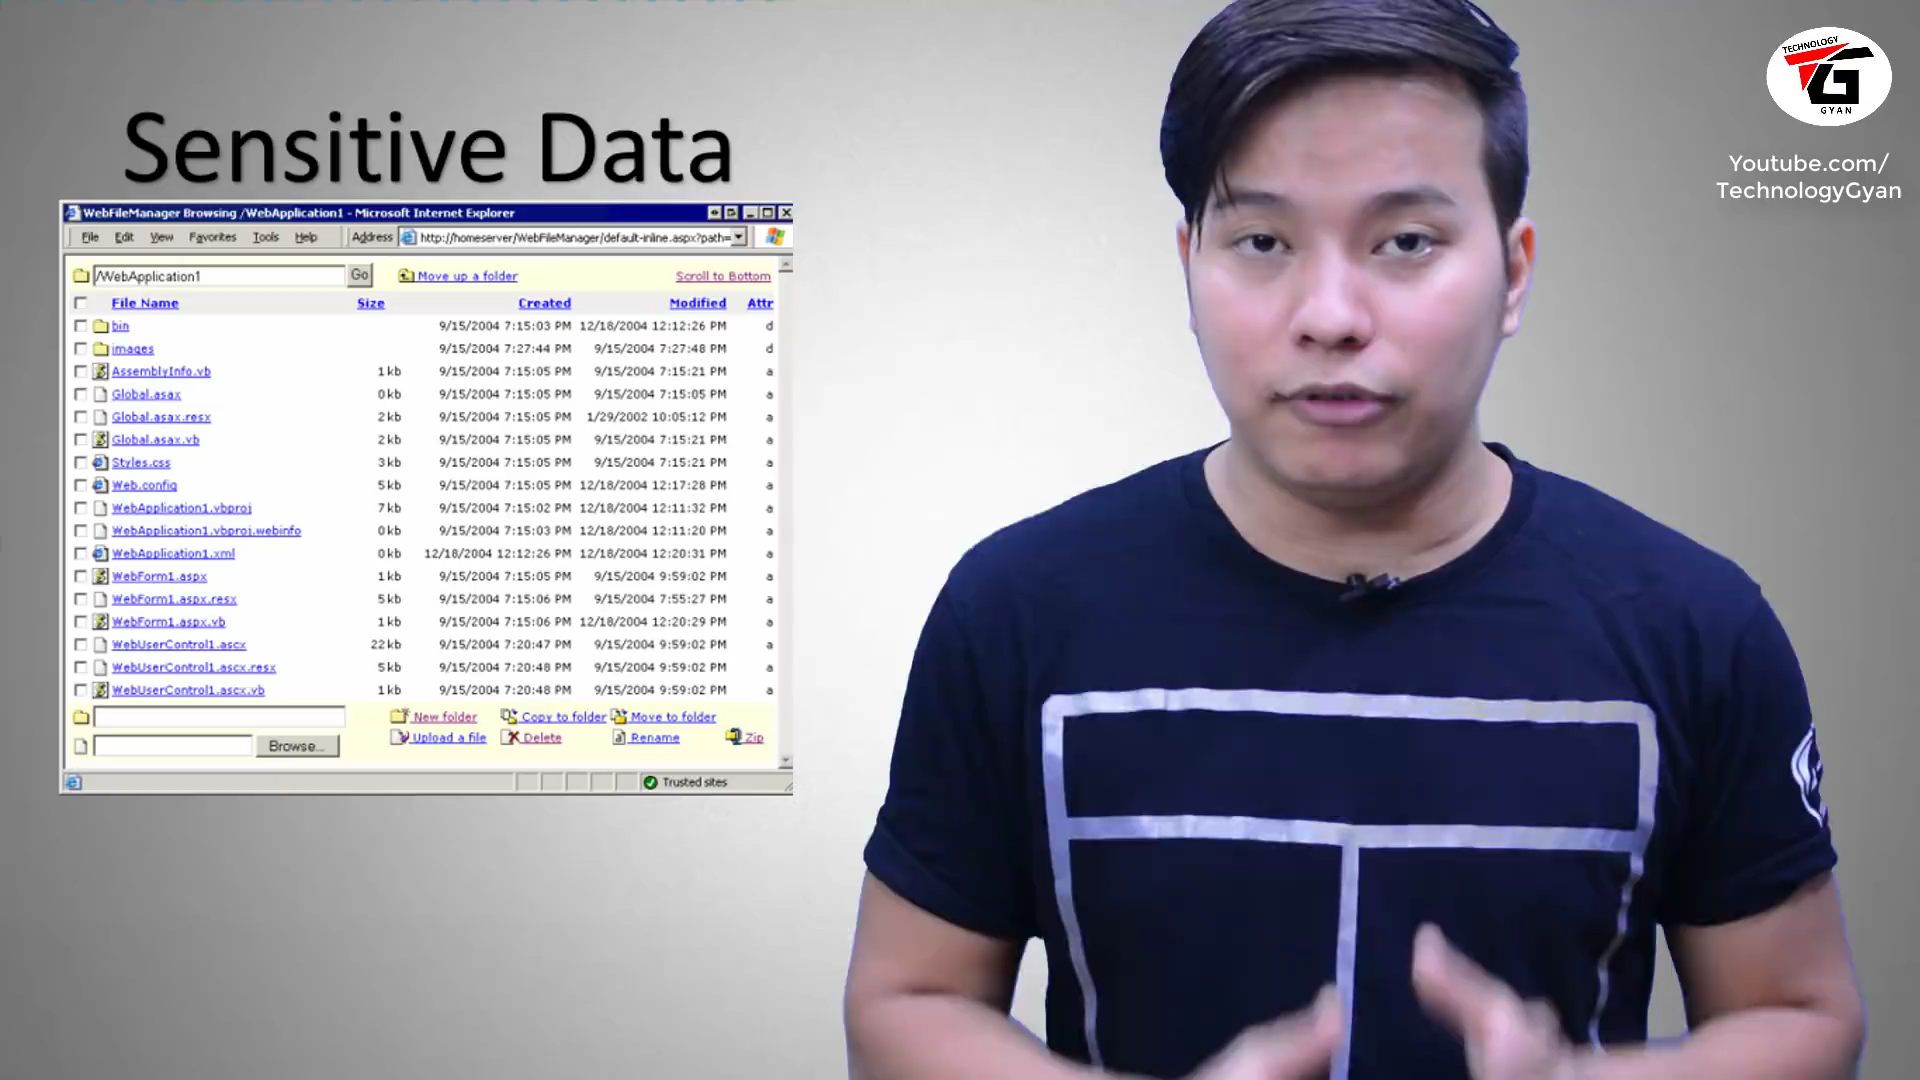 Sensitive Data
WebFileManager Browsing /WebApplication1 - Microsoft Internet Explorer
File Edit View Favorites Tools Help Address http://homeserver/WebFileManager/default-inline.aspx?path=
/WebApplication1 Go Move up a folder Scroll to Bottom
File Name Size Created Modified Attr
bin 9/15/2004 7:15:03 PM 12/18/2004 12:12:26 PM d
images 9/15/2004 7:27:44 PM 9/15/2004 7:27:48 PM d
AssemblyInfo.vb 1 kb 9/15/2004 7:15:05 PM 9/15/2004 7:15:21 PM a
Global.asax 0 kb 9/15/2004 7:15:05 PM 9/15/2004 7:15:05 PM a
Global.asax.resx 2 kb 9/15/2004 7:15:05 PM 1/29/2002 10:05:12 PM a
Global.asax.vb 2 kb 9/15/2004 7:15:05 PM 9/15/2004 7:15:21 PM a
Styles.css 3 kb 9/15/2004 7:15:05 PM 9/15/2004 7:15:21 PM a
Web.config 5 kb 9/15/2004 7:15:05 PM 12/18/2004 12:17:28 PM a
WebApplication1.vbproj 7 kb 9/15/2004 7:15:02 PM 12/18/2004 12:11:32 PM a
WebApplication1.vbproj.webinfo 0 kb 9/15/2004 7:15:03 PM 12/18/2004 12:11:20 PM a
WebApplication1.xml 0 kb 12/18/2004 12:12:26 PM 12/18/2004 12:20:31 PM a
WebForm1.aspx 1 kb 9/15/2004 7:15:05 PM 9/15/2004 9:59:02 PM a
WebForm1.aspx.resx 5 kb 9/15/2004 7:15:06 PM 9/15/2004 7:55:27 PM a
WebForm1.aspx.vb 1 kb 9/15/2004 7:15:06 PM 12/18/2004 12:20:29 PM a
WebUserControl1.ascx 22 kb 9/15/2004 7:20:47 PM 9/15/2004 9:59:02 PM a
WebUserControl1.ascx.resx 5 kb 9/15/2004 7:20:48 PM 9/15/2004 9:59:02 PM a
WebUserControl1.ascx.vb 1 kb 9/15/2004 7:20:48 PM 9/15/2004 9:59:02 PM a
New folder Copy to folder Move to folder
Upload a file Delete Rename Zip
Browse...
Trusted sites
TECHNOLOGY
TG
GYAN
Youtube.com/
TechnologyGyan